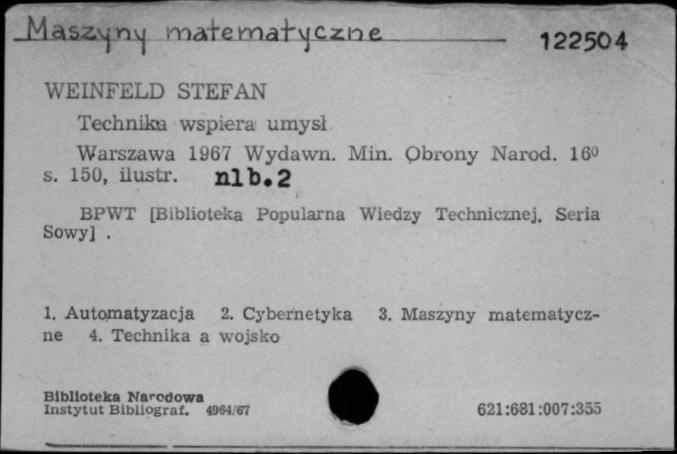 Maszyny matematyczne 122504
WEINFELD STEFAN
Technika wspiera umysł
Warszawa 1967 Wydawn. Min. Obrony Narod. 16⁰
s. 150, ilustr. nlb.2
BPWT [Biblioteka Popularna Wiedzy Technicznej. Seria
Sowy] .
1. Automatyzacja 2. Cybernetyka 3. Maszyny matematycz-
ne 4. Technika a wojsko
Biblioteka Narodowa
Instytut Bibliograf. 4964/67 621:681:007:355